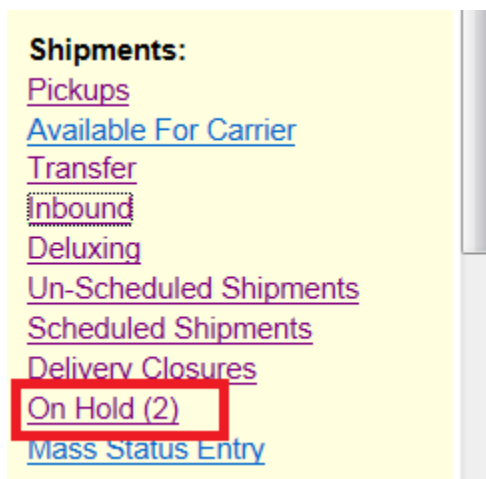 Shipments:
Pickups
Available For Carrier
Transfer
Inbound
Deluxing
Un-Scheduled Shipments
Scheduled Shipments
Delivery Closures
On Hold (2)
Mass Status Entry